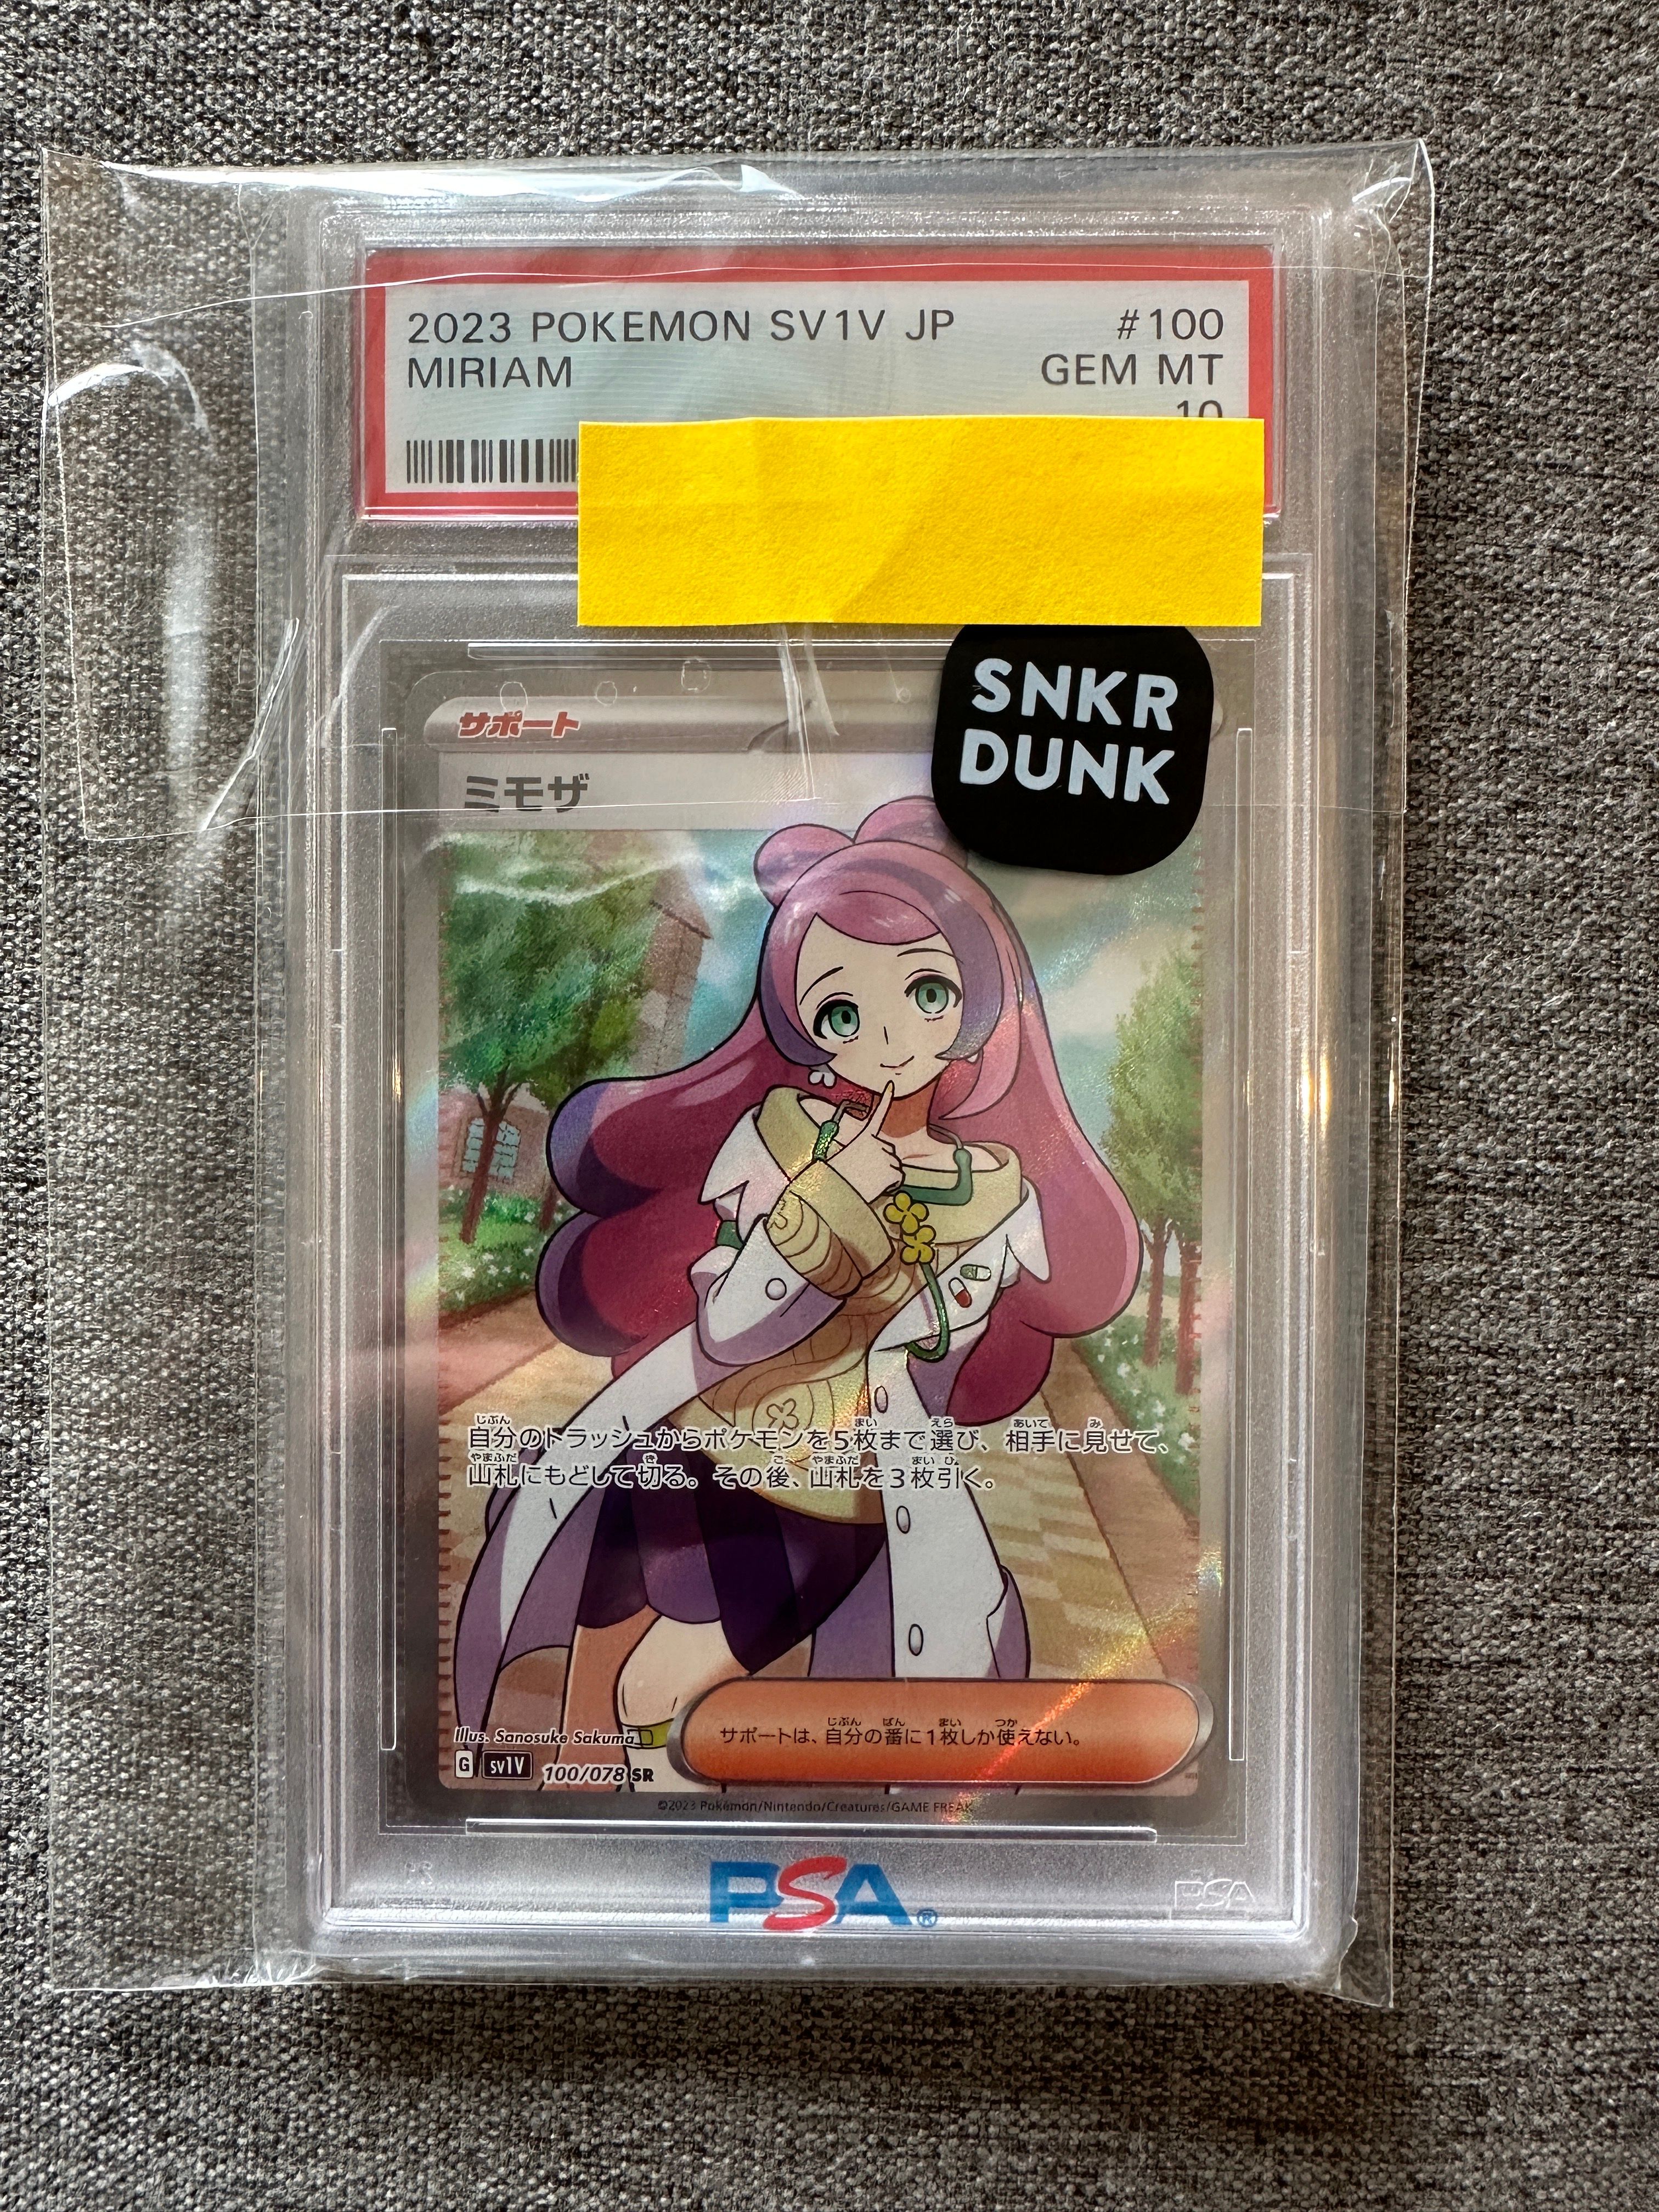 2023 POKEMON SV1V JP #100
MIRIAM GEM MT
10
SNKR
DUNK
サポート
ミモザ
自分のトラッシュからポケモンを5枚まで選び、相手に見せて、
山札にもどして切る。その後、山札を3枚引く。
サポートは、自分の番に1枚しか使えない。
Illus. Sanosuke Sakuma
G sv1V 100/078 SR
©2023 Pokémon/Nintendo/Creatures/GAME FREAK
PSA®
PSA